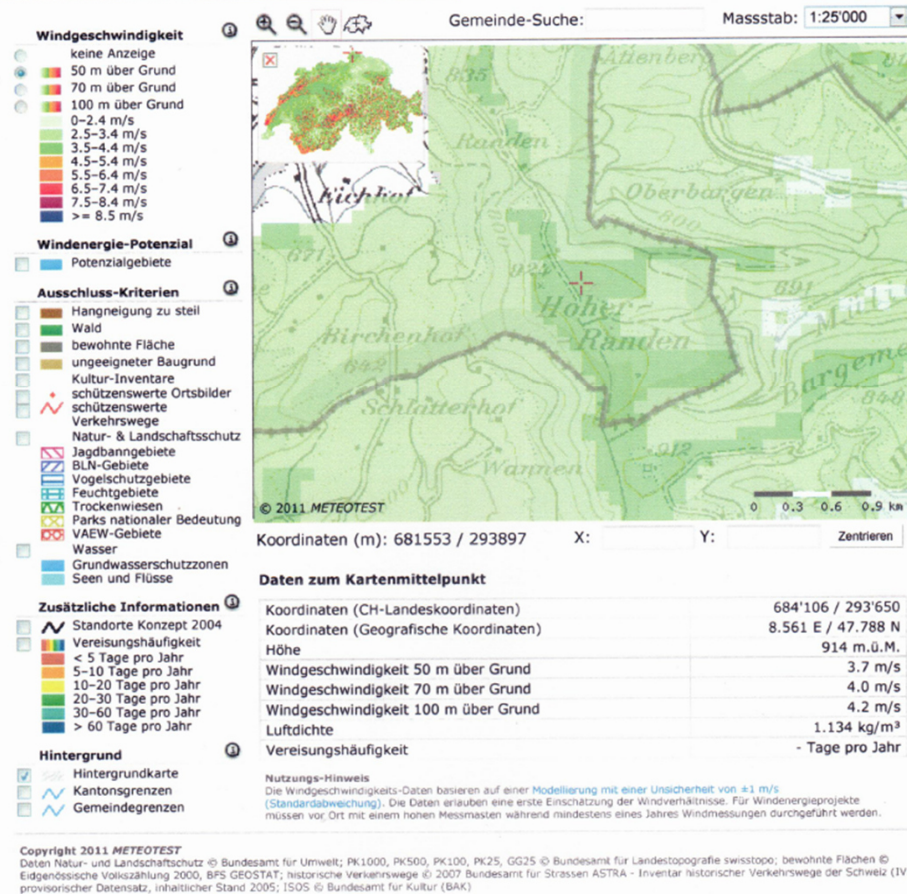 Gemeinde-Suche:
Massstab: 1:25'000
Windgeschwindigkeit
keine Anzeige
50 m über Grund
70 m über Grund
100 m über Grund
0–2.4 m/s
2.5–3.4 m/s
3.5–4.4 m/s
4.5–5.4 m/s
5.5–6.4 m/s
6.5–7.4 m/s
7.5–8.4 m/s
>= 8.5 m/s
Windenergie-Potenzial
Potenzialgebiete
Ausschluss-Kriterien
Hangneigung zu steil
Wald
bewohnte Fläche
ungeeigneter Baugrund
Kultur-Inventare
schützenswerte Ortsbilder
schützenswerte
Verkehrswege
Natur- & Landschaftsschutz
Jagdbanngebiete
BLN-Gebiete
Vogelschutzgebiete
Feuchtgebiete
Trockenwiesen
Parks nationaler Bedeutung
VAEW-Gebiete
Wasser
Grundwasserschutzzonen
Seen und Flüsse
Zusätzliche Informationen
Standorte Konzept 2004
Vereisungshäufigkeit
< 5 Tage pro Jahr
5–10 Tage pro Jahr
10–20 Tage pro Jahr
20–30 Tage pro Jahr
30–60 Tage pro Jahr
> 60 Tage pro Jahr
Hintergrund
Hintergrundkarte
Kantonsgrenzen
Gemeindegrenzen
Attenberg
835
Randen
Eichhof
Oberbargen
800
800
671
925
Hoher
Randen
891
Kirchenhof
642
Schlatterhof
Bargeme
848
Wannen
912
© 2011 METEOTEST
0 0.3 0.6 0.9 km
Koordinaten (m): 681553 / 293897 X: Y: Zentrieren
Daten zum Kartenmittelpunkt
Koordinaten (CH-Landeskoordinaten) 684'106 / 293'650
Koordinaten (Geografische Koordinaten) 8.561 E / 47.788 N
Höhe 914 m.ü.M.
Windgeschwindigkeit 50 m über Grund 3.7 m/s
Windgeschwindigkeit 70 m über Grund 4.0 m/s
Windgeschwindigkeit 100 m über Grund 4.2 m/s
Luftdichte 1.134 kg/m³
Vereisungshäufigkeit - Tage pro Jahr
Nutzungs-Hinweis
Die Windgeschwindigkeits-Daten basieren auf einer Modellierung mit einer Unsicherheit von ±1 m/s
(Standardabweichung). Die Daten erlauben eine erste Einschätzung der Windverhältnisse. Für Windenergieprojekte
müssen vor Ort mit einem hohen Messmasten während mindestens eines Jahres Windmessungen durchgeführt werden.
Copyright 2011 METEOTEST
Daten Natur- und Landschaftschutz © Bundesamt für Umwelt; PK1000, PK500, PK100, PK25, GG25 © Bundesamt für Landestopografie swisstopo; bewohnte Flächen ©
Eidgenössische Volkszählung 2000, BFS GEOSTAT; historische Verkehrswege © 2007 Bundesamt für Strassen ASTRA - Inventar historischer Verkehrswege der Schweiz (IV
provisorischer Datensatz, inhaltlicher Stand 2005; ISOS © Bundesamt für Kultur (BAK)